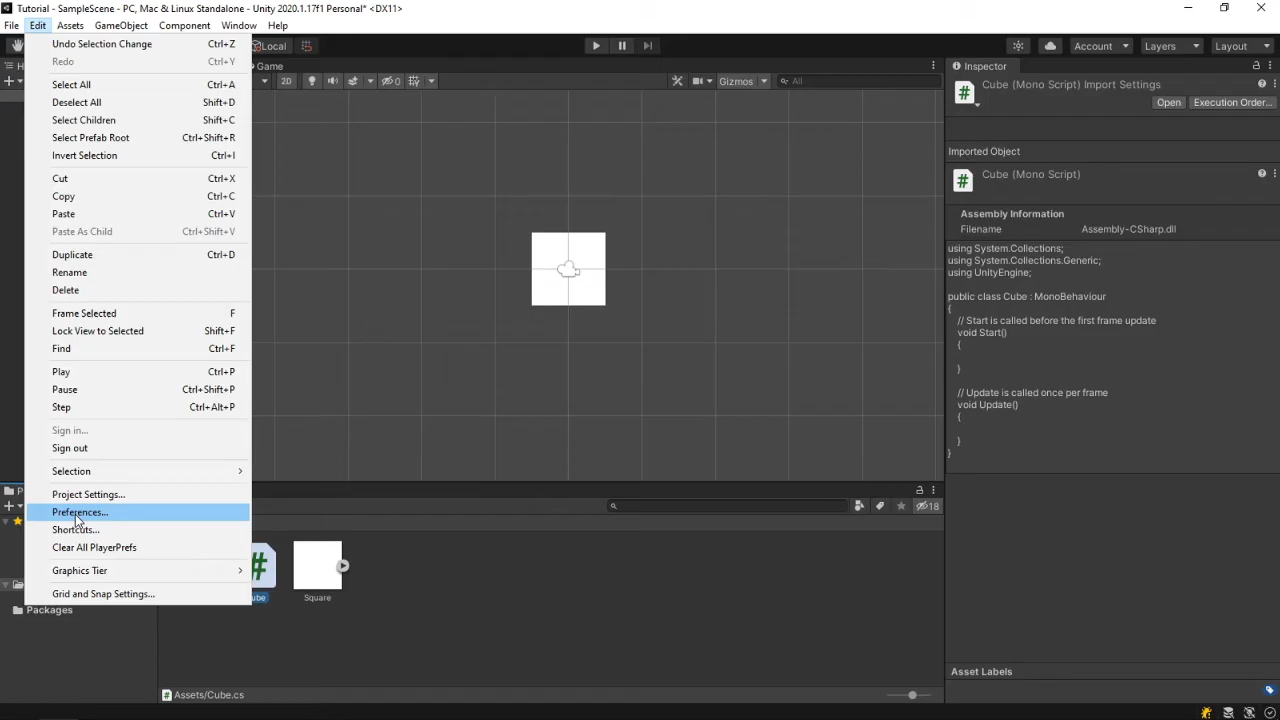 Tutorial - SampleScene - PC, Mac & Linux Standalone - Unity 2020.1.17f1 Personal* <DX11>
File Edit Assets GameObject Component Window Help
Local
Account
Layers
Layout
H
Game
2D
0
Gizmos
All
Undo Selection Change Ctrl+Z
Redo Ctrl+Y
Select All Ctrl+A
Deselect All Shift+D
Select Children Shift+C
Select Prefab Root Ctrl+Shift+R
Invert Selection Ctrl+I
Cut Ctrl+X
Copy Ctrl+C
Paste Ctrl+V
Paste As Child Ctrl+Shift+V
Duplicate Ctrl+D
Rename
Delete
Frame Selected F
Lock View to Selected Shift+F
Find Ctrl+F
Play Ctrl+P
Pause Ctrl+Shift+P
Step Ctrl+Alt+P
Sign in...
Sign out
Selection
Project Settings...
Preferences...
Shortcuts...
Clear All PlayerPrefs
Graphics Tier
Grid and Snap Settings...
P
18
#
ube
Square
Packages
# Assets/Cube.cs
Inspector
# Cube (Mono Script) Import Settings
Open Execution Order...
Imported Object
# Cube (Mono Script)
Assembly Information
Filename Assembly-CSharp.dll
using System.Collections;
using System.Collections.Generic;
using UnityEngine;
public class Cube : MonoBehaviour
{
// Start is called before the first frame update
void Start()
{
}
// Update is called once per frame
void Update()
{
}
}
Asset Labels